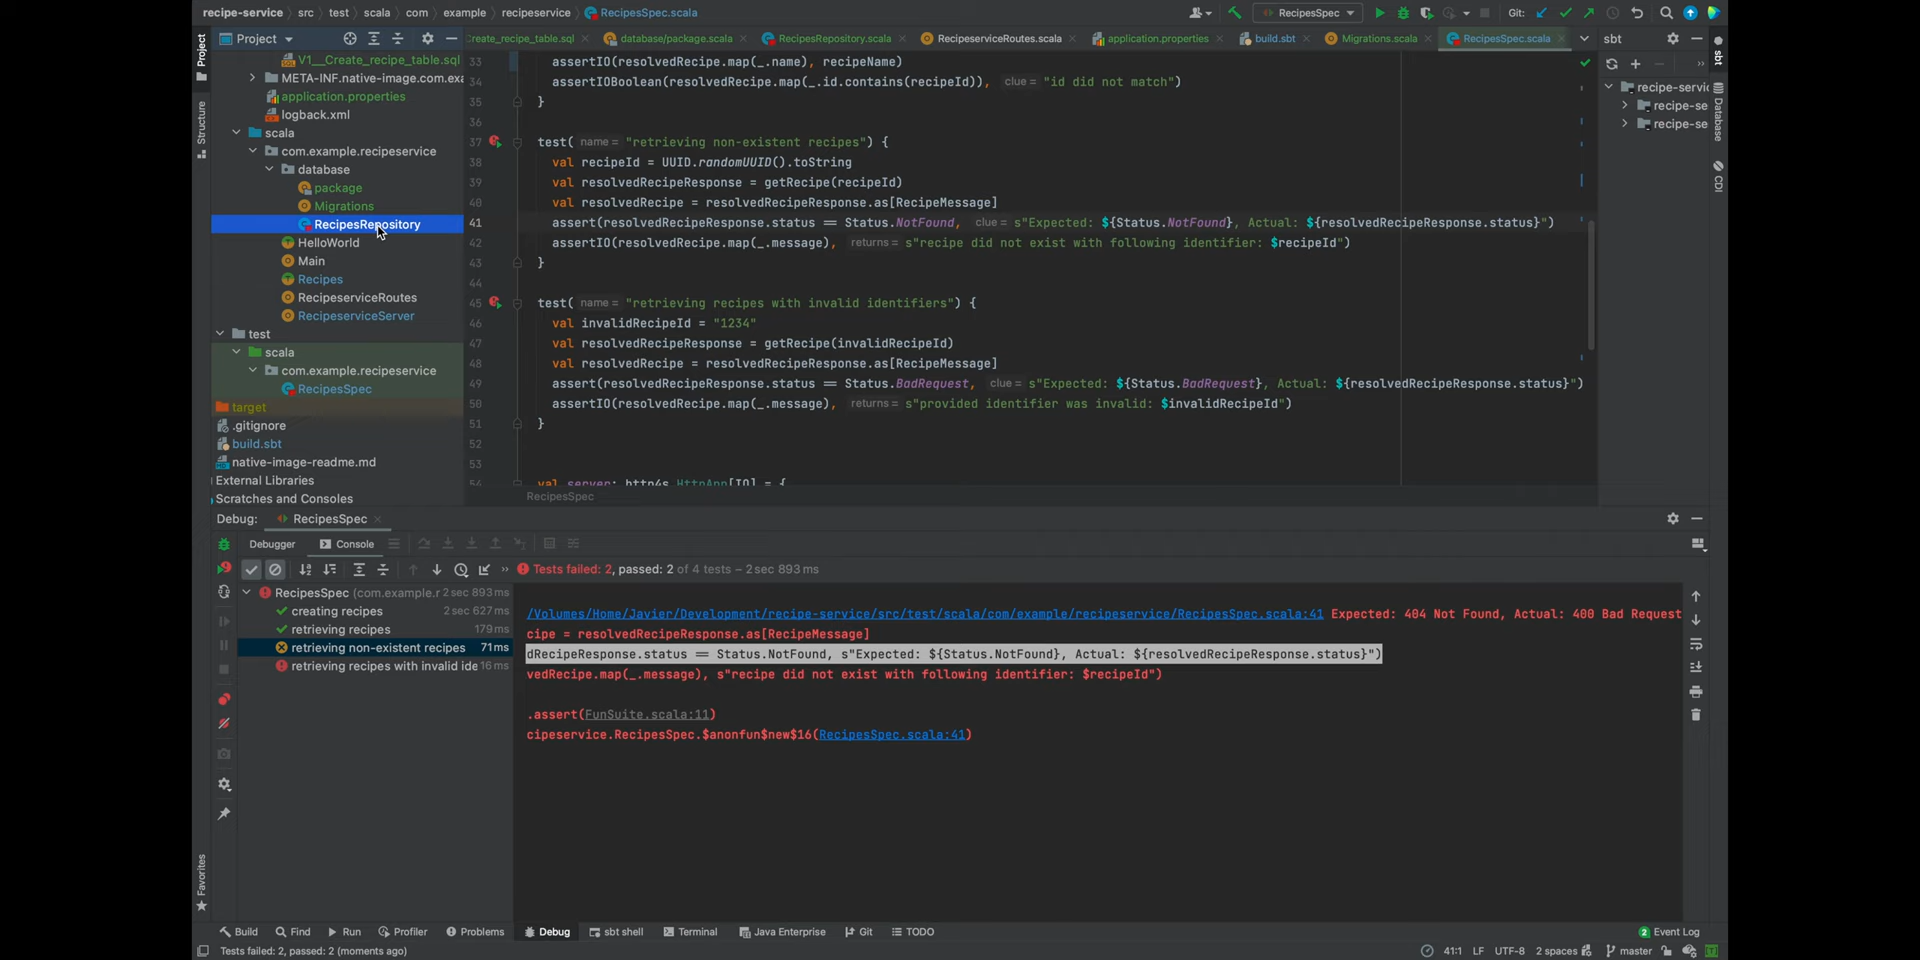 recipe-service src test scala com example recipeservice RecipesSpec.scala
RecipesSpec Git:
Project
Create_recipe_table.sql database/package.scala RecipesRepository.scala RecipeserviceRoutes.scala application.properties build.sbt Migrations.scala RecipesSpec.scala
sbt
Project
Structure
Favorites
V1__Create_recipe_table.sql
META-INF.native-image.com.exa
application.properties
logback.xml
scala
com.example.recipeservice
database
package
Migrations
RecipesRepository
HelloWorld
Main
Recipes
RecipeserviceRoutes
RecipeserviceServer
test
scala
com.example.recipeservice
RecipesSpec
target
.gitignore
build.sbt
native-image-readme.md
External Libraries
Scratches and Consoles
33 assertIO(resolvedRecipe.map(_.name), recipeName)
34 assertIOBoolean(resolvedRecipe.map(_.id.contains(recipeId)), clue = "id did not match")
35 }
36
37 test( name = "retrieving non-existent recipes") {
38 val recipeId = UUID.randomUUID().toString
39 val resolvedRecipeResponse = getRecipe(recipeId)
40 val resolvedRecipe = resolvedRecipeResponse.as[RecipeMessage]
41 assert(resolvedRecipeResponse.status == Status.NotFound, clue = s"Expected: ${Status.NotFound}, Actual: ${resolvedRecipeResponse.status}")
42 assertIO(resolvedRecipe.map(_.message), returns = s"recipe did not exist with following identifier: $recipeId")
43 }
44
45 test( name = "retrieving recipes with invalid identifiers") {
46 val invalidRecipeId = "1234"
47 val resolvedRecipeResponse = getRecipe(invalidRecipeId)
48 val resolvedRecipe = resolvedRecipeResponse.as[RecipeMessage]
49 assert(resolvedRecipeResponse.status == Status.BadRequest, clue = s"Expected: ${Status.BadRequest}, Actual: ${resolvedRecipeResponse.status}")
50 assertIO(resolvedRecipe.map(_.message), returns = s"provided identifier was invalid: $invalidRecipeId")
51 }
52
53
54 val server: http4s.HttpApp[IO] = {
RecipesSpec
recipe-servic
recipe-se
recipe-se
sbt
Database
CDI
Debug: RecipesSpec
Debugger Console
Tests failed: 2, passed: 2 of 4 tests – 2 sec 893 ms
RecipesSpec (com.example.r 2 sec 893 ms
creating recipes 2 sec 627 ms
retrieving recipes 179 ms
retrieving non-existent recipes 71 ms
retrieving recipes with invalid ide 16 ms
/Volumes/Home/Javier/Development/recipe-service/src/test/scala/com/example/recipeservice/RecipesSpec.scala:41 Expected: 404 Not Found, Actual: 400 Bad Request
cipe = resolvedRecipeResponse.as[RecipeMessage]
dRecipeResponse.status == Status.NotFound, s"Expected: ${Status.NotFound}, Actual: ${resolvedRecipeResponse.status}")
vedRecipe.map(_.message), s"recipe did not exist with following identifier: $recipeId")
.assert(FunSuite.scala:11)
cipeservice.RecipesSpec.$anonfun$new$16(RecipesSpec.scala:41)
Build Find Run Profiler Problems Debug sbt shell Terminal Java Enterprise Git TODO 2 Event Log
Tests failed: 2, passed: 2 (moments ago) 41:1 LF UTF-8 2 spaces master